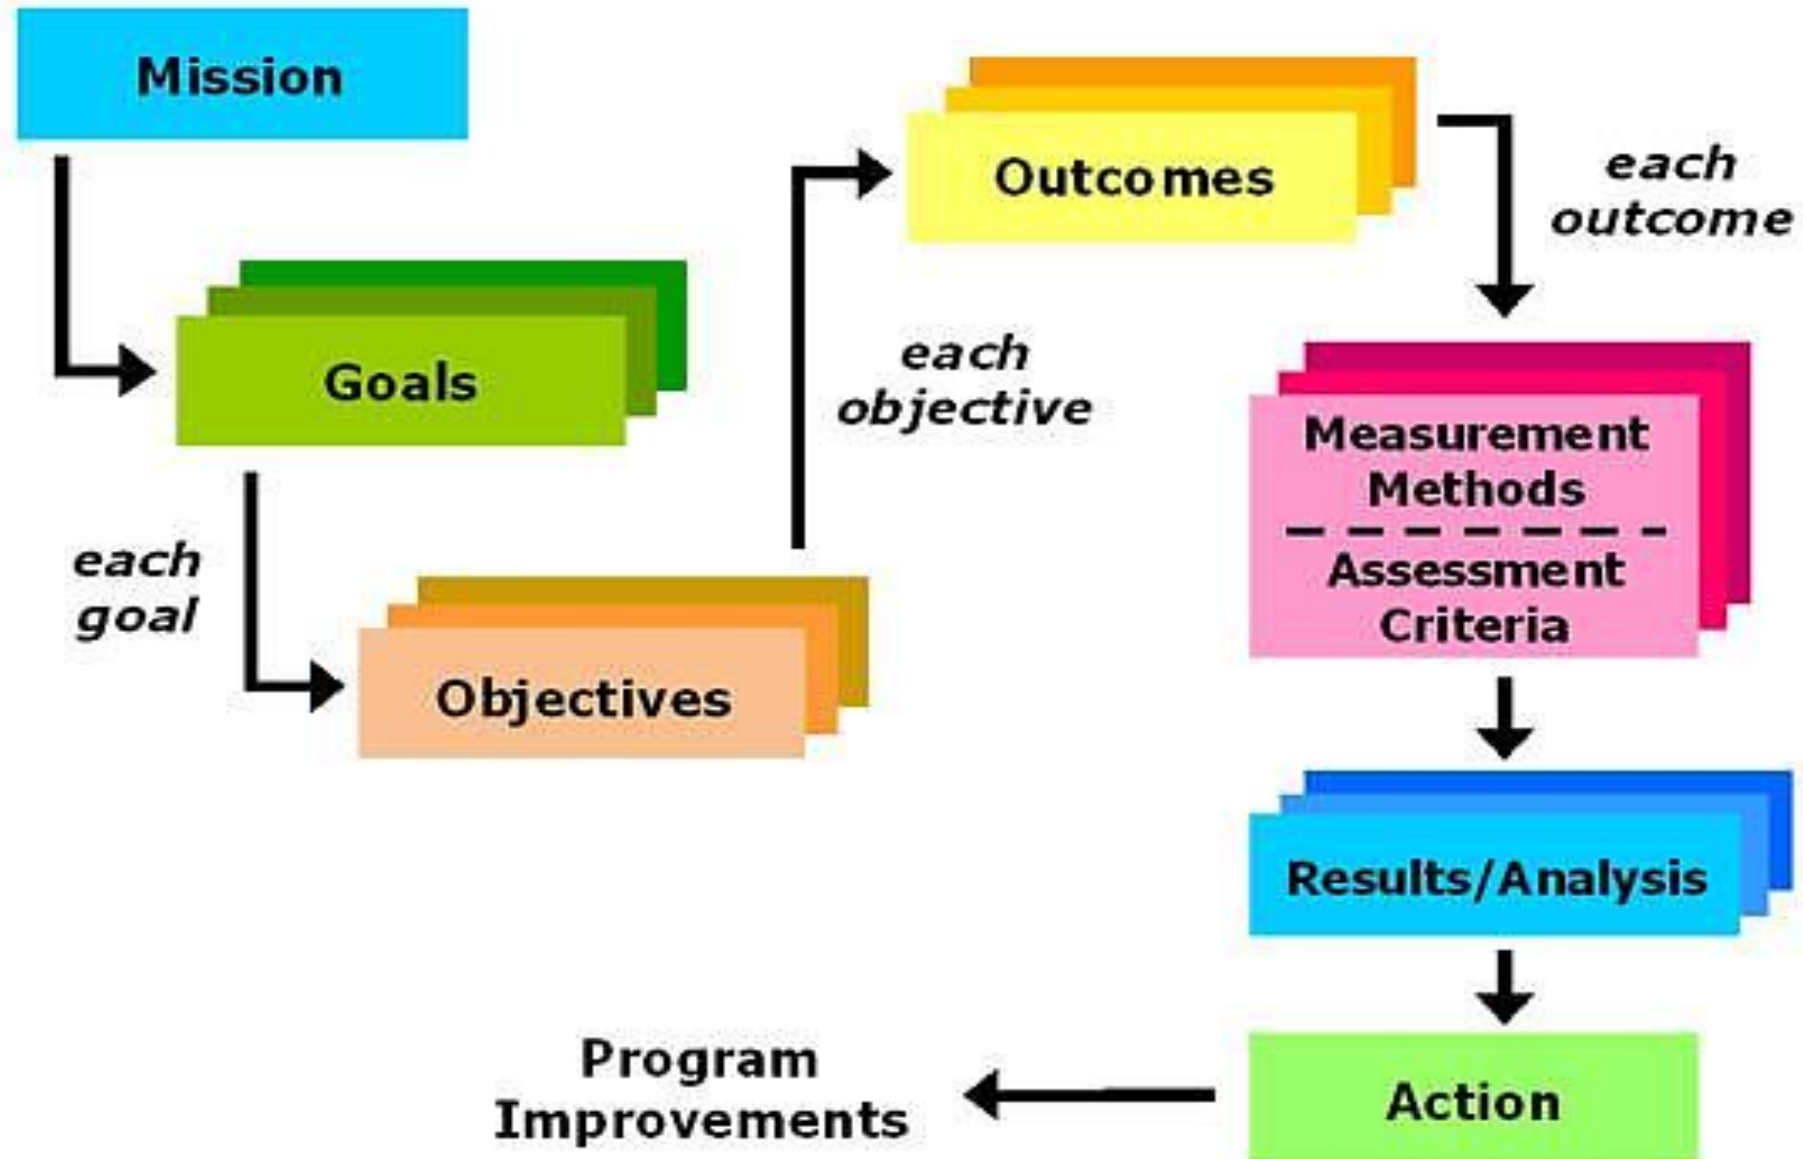 Mission
Goals
each
goal
Objectives
each
objective
Outcomes
each
outcome
Measurement
Methods
Assessment
Criteria
Results/Analysis
Action
Program
Improvements